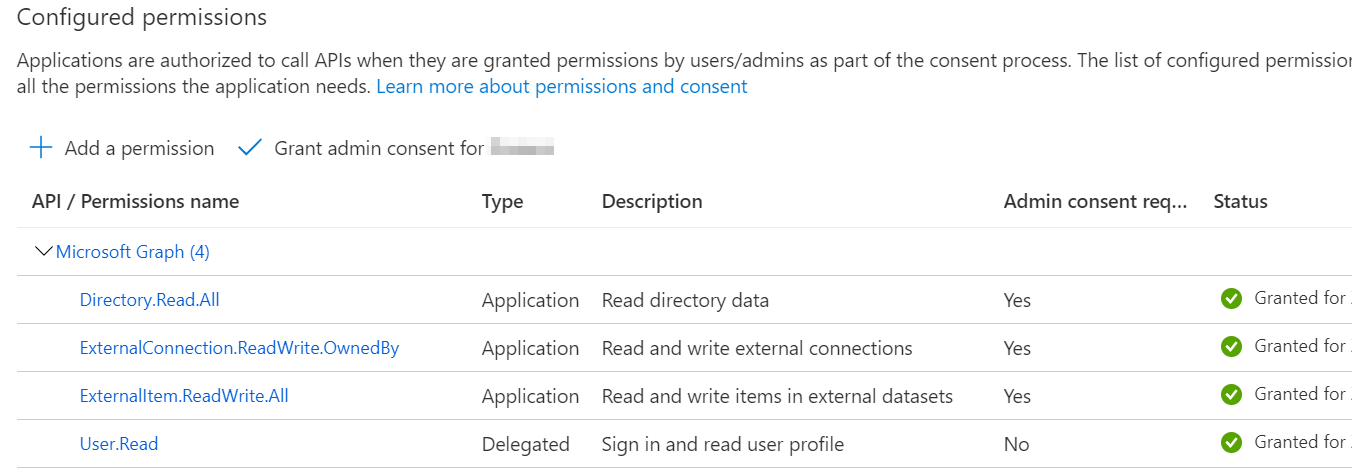 Configured permissions
Applications are authorized to call APIs when they are granted permissions by users/admins as part of the consent process. The list of configured
all the permissions the application needs. Learn more about permissions and consent
Add a permission Grant admin consent for
API / Permissions name Type Description Admin consent req... Status
Microsoft Graph (4)
Directory.Read.All Application Read directory data Yes Granted for
ExternalConnection.ReadWrite.OwnedBy Application Read and write external connections Yes Granted for
ExternalItem.ReadWrite.All Application Read and write items in external datasets Yes Granted for
User.Read Delegated Sign in and read user profile No Granted for